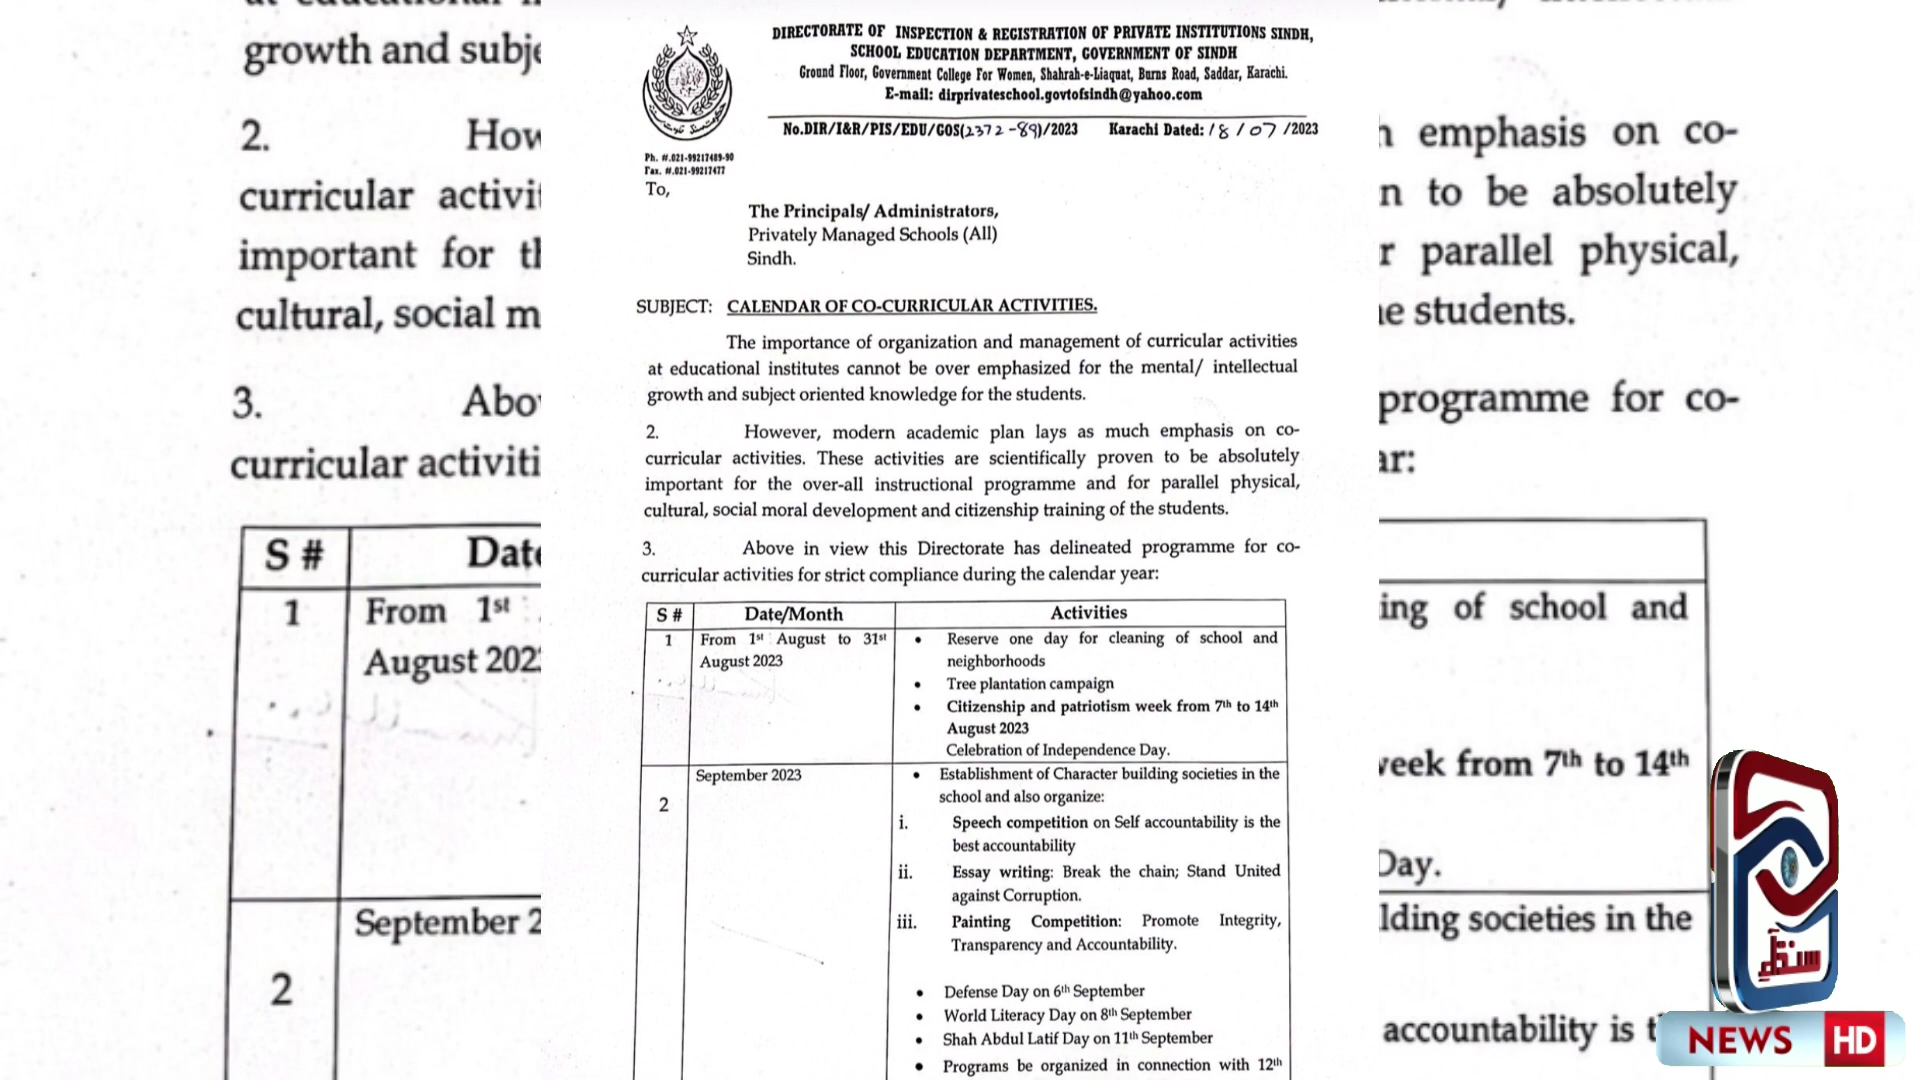 DIRECTORATE OF INSPECTION & REGISTRATION OF PRIVATE INSTITUTIONS SINDH,
SCHOOL EDUCATION DEPARTMENT, GOVERNMENT OF SINDH
Ground Floor, Government College For Women, Shahrah-e-Liaquat, Burns Road, Saddar, Karachi.
E-mail: dirprivateschool.govtofsindh@yahoo.com
No.DIR/I&R/PIS/EDU/GOS(2372-89)/2023 Karachi Dated: 18/07/2023
Ph. #.021-99217489-90
Fax. #.021-99217477
To,
The Principals/ Administrators,
Privately Managed Schools (All)
Sindh.
SUBJECT: CALENDAR OF CO-CURRICULAR ACTIVITIES.
The importance of organization and management of curricular activities
at educational institutes cannot be over emphasized for the mental/ intellectual
growth and subject oriented knowledge for the students.
2. However, modern academic plan lays as much emphasis on co-
curricular activities. These activities are scientifically proven to be absolutely
important for the over-all instructional programme and for parallel physical,
cultural, social moral development and citizenship training of the students.
3. Above in view this Directorate has delineated programme for co-
curricular activities for strict compliance during the calendar year:
S # Date/Month Activities
1 From 1st August to 31st
August 2023
• Reserve one day for cleaning of school and
neighborhoods
• Tree plantation campaign
• Citizenship and patriotism week from 7th to 14th
August 2023
Celebration of Independence Day.
2 September 2023
• Establishment of Character building societies in the
school and also organize:
i. Speech competition on Self accountability is the
best accountability
ii. Essay writing: Break the chain; Stand United
against Corruption.
iii. Painting Competition: Promote Integrity,
Transparency and Accountability.
• Defense Day on 6th September
• World Literacy Day on 8th September
• Shah Abdul Latif Day on 11th September
• Programs be organized in connection with 12th
growth and subje
2. How
curricular activi
important for th
cultural, social m
3. Abo
curricular activiti
S # Date
1 From 1st
August 202
2 September 2
emphasis on co-
n to be absolutely
r parallel physical,
e students.
programme for co-
ar:
ing of school and
week from 7th to 14th
Day.
lding societies in the
accountability is t
NEWS HD